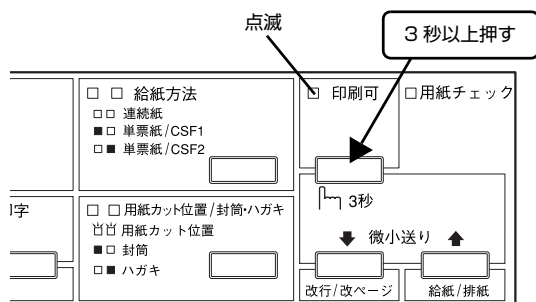 点滅
3秒以上押す
給紙方法
連続紙
単票紙/CSF1
単票紙/CSF2
印刷可
用紙チェック
3秒
字
用紙カット位置/封筒・ハガキ
用紙カット位置
封筒
ハガキ
微小送り
改行/改ページ
給紙/排紙